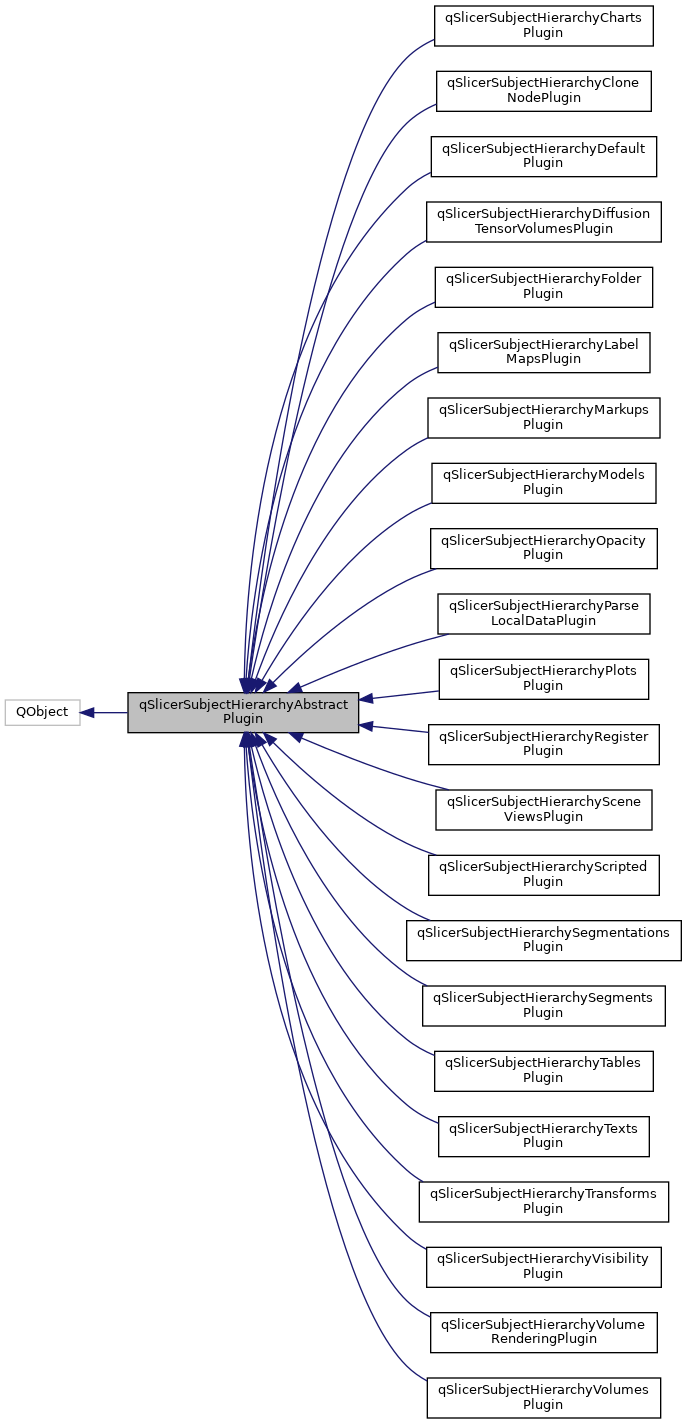 qSlicerSubjectHierarchyCharts
Plugin
qSlicerSubjectHierarchyClone
NodePlugin
qSlicerSubjectHierarchyDefault
Plugin
qSlicerSubjectHierarchyDiffusion
TensorVolumesPlugin
qSlicerSubjectHierarchyFolder
Plugin
qSlicerSubjectHierarchyLabel
MapsPlugin
qSlicerSubjectHierarchyMarkups
Plugin
qSlicerSubjectHierarchyModels
Plugin
qSlicerSubjectHierarchyOpacity
Plugin
qSlicerSubjectHierarchyParse
LocalDataPlugin
qSlicerSubjectHierarchyPlots
Plugin
QObject
qSlicerSubjectHierarchyAbstract
Plugin
qSlicerSubjectHierarchyRegister
Plugin
qSlicerSubjectHierarchyScene
ViewsPlugin
qSlicerSubjectHierarchyScripted
Plugin
qSlicerSubjectHierarchySegmentations
Plugin
qSlicerSubjectHierarchySegments
Plugin
qSlicerSubjectHierarchyTables
Plugin
qSlicerSubjectHierarchyTexts
Plugin
qSlicerSubjectHierarchyTransforms
Plugin
qSlicerSubjectHierarchyVisibility
Plugin
qSlicerSubjectHierarchyVolume
RenderingPlugin
qSlicerSubjectHierarchyVolumes
Plugin